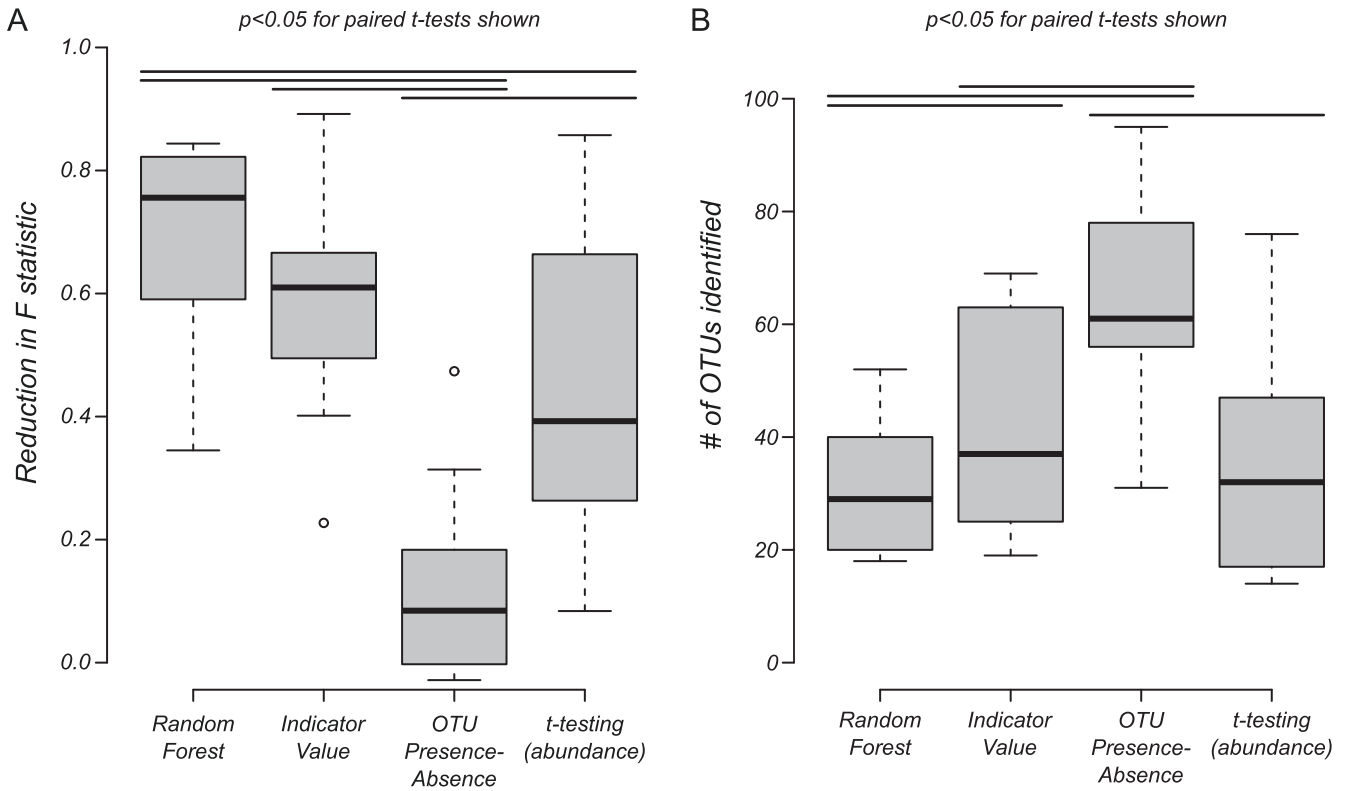 A
p<0.05 for paired t-tests shown
Reduction in F statistic
1.0
0.8
0.6
0.4
0.2
0.0
Random
Forest
Indicator
Value
OTU
Presence-
Absence
t-testing
(abundance)
B
p<0.05 for paired t-tests shown
# of OTUs identified
100
80
60
40
20
0
Random
Forest
Indicator
Value
OTU
Presence-
Absence
t-testing
(abundance)